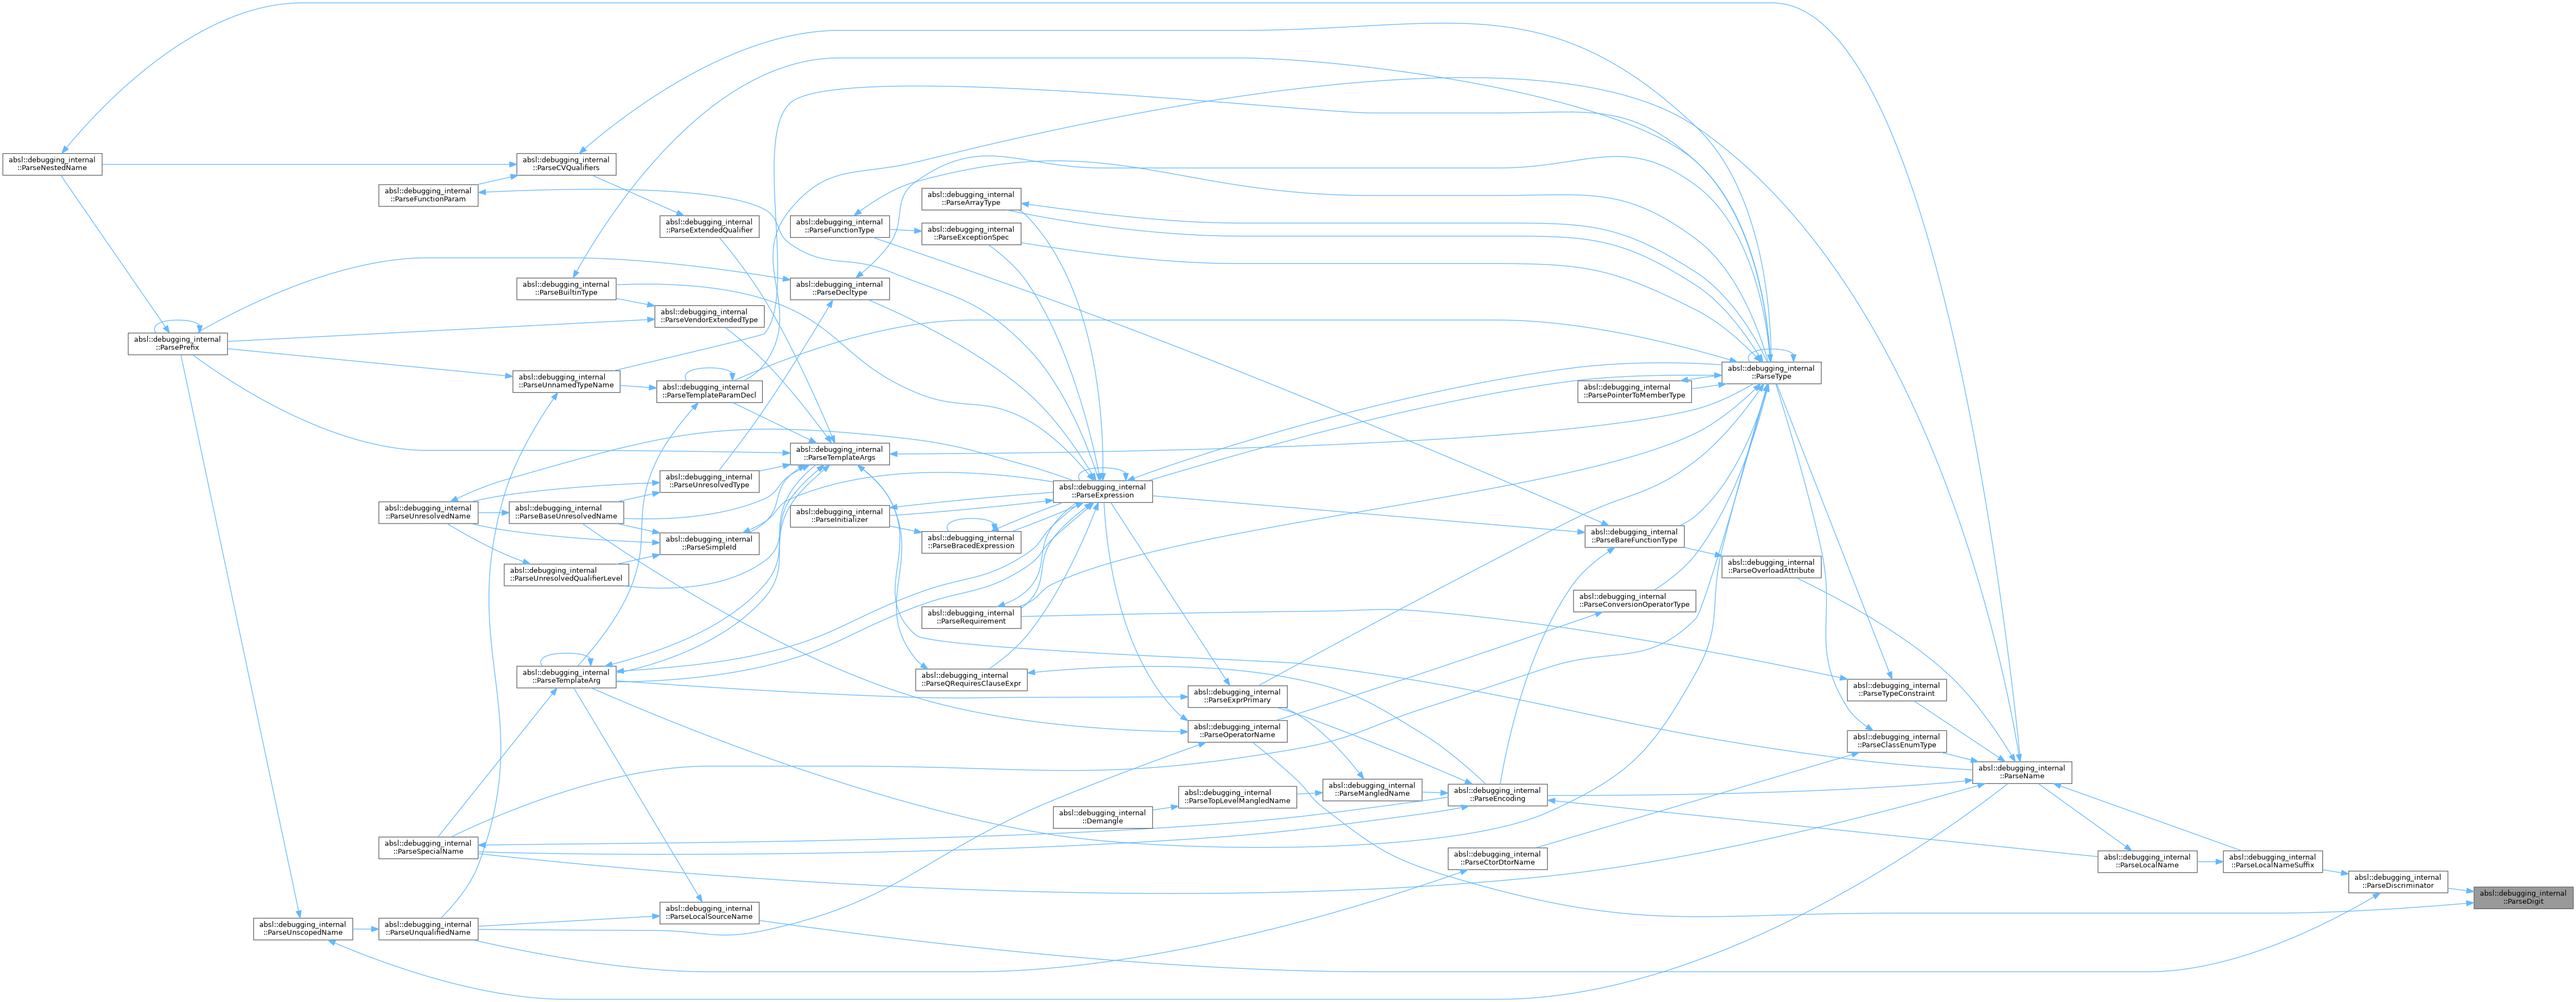 absl::debugging_internal
::ParseNestedName
absl::debugging_internal
::ParseCVQualifiers
absl::debugging_internal
::ParseFunctionParam
absl::debugging_internal
::ParseExtendedQualifier
absl::debugging_internal
::ParseFunctionType
absl::debugging_internal
::ParseArrayType
absl::debugging_internal
::ParseExceptionSpec
absl::debugging_internal
::ParseBuiltinType
absl::debugging_internal
::ParseDecltype
absl::debugging_internal
::ParseVendorExtendedType
absl::debugging_internal
::ParsePrefix
absl::debugging_internal
::ParseUnnamedTypeName
absl::debugging_internal
::ParseTemplateParamDecl
absl::debugging_internal
::ParseType
absl::debugging_internal
::ParsePointerToMemberType
absl::debugging_internal
::ParseTemplateArgs
absl::debugging_internal
::ParseUnresolvedType
absl::debugging_internal
::ParseExpression
absl::debugging_internal
::ParseUnresolvedName
absl::debugging_internal
::ParseBaseUnresolvedName
absl::debugging_internal
::ParseInitializer
absl::debugging_internal
::ParseSimpleId
absl::debugging_internal
::ParseBracedExpression
absl::debugging_internal
::ParseBareFunctionType
absl::debugging_internal
::ParseOverloadAttribute
absl::debugging_internal
::ParseUnresolvedQualifierLevel
absl::debugging_internal
::ParseRequirement
absl::debugging_internal
::ParseConversionOperatorType
absl::debugging_internal
::ParseTemplateArg
absl::debugging_internal
::ParseQRequiresClauseExpr
absl::debugging_internal
::ParseExprPrimary
absl::debugging_internal
::ParseTypeConstraint
absl::debugging_internal
::ParseOperatorName
absl::debugging_internal
::ParseClassEnumType
absl::debugging_internal
::ParseName
absl::debugging_internal
::ParseMangledName
absl::debugging_internal
::ParseEncoding
absl::debugging_internal
::ParseTopLevelMangledName
absl::debugging_internal
::Demangle
absl::debugging_internal
::ParseSpecialName
absl::debugging_internal
::ParseCtorDtorName
absl::debugging_internal
::ParseLocalName
absl::debugging_internal
::ParseLocalNameSuffix
absl::debugging_internal
::ParseDiscriminator
absl::debugging_internal
::ParseDigit
absl::debugging_internal
::ParseLocalSourceName
absl::debugging_internal
::ParseUnscopedName
absl::debugging_internal
::ParseUnqualifiedName